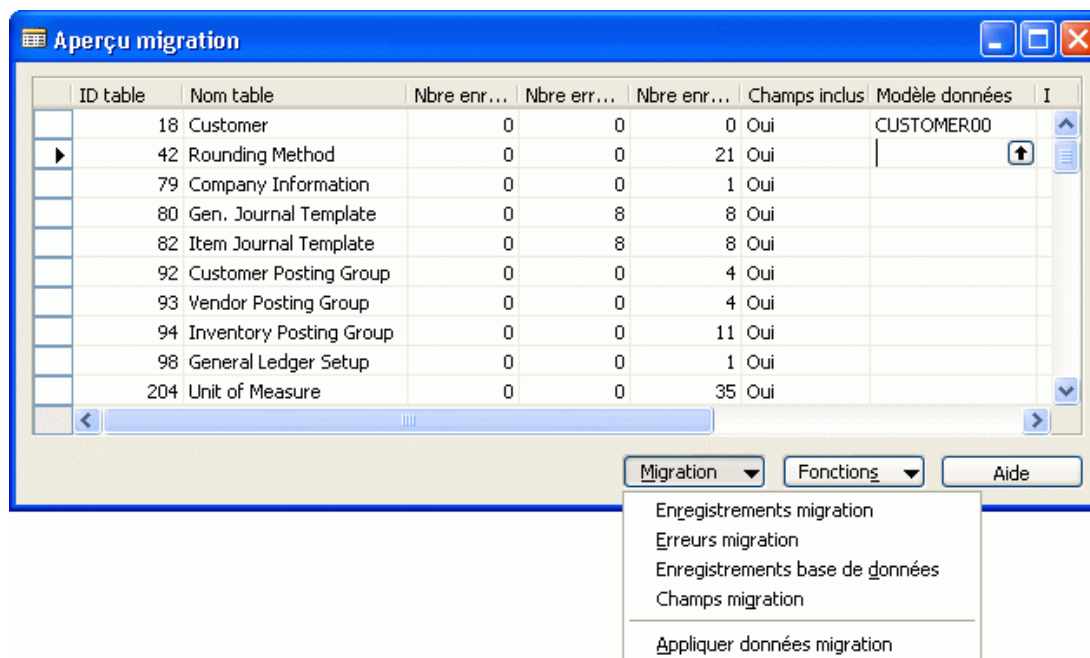 Aperçu migration
ID table Nom table Nbre enr... Nbre err... Nbre enr... Champs inclus Modèle données I
18 Customer 0 0 0 Oui CUSTOMER00
42 Rounding Method 0 0 21 Oui
79 Company Information 0 0 1 Oui
80 Gen. Journal Template 0 8 8 Oui
82 Item Journal Template 0 8 8 Oui
92 Customer Posting Group 0 0 4 Oui
93 Vendor Posting Group 0 0 4 Oui
94 Inventory Posting Group 0 0 11 Oui
98 General Ledger Setup 0 0 1 Oui
204 Unit of Measure 0 0 35 Oui
Migration Fonctions Aide
Enregistrements migration
Erreurs migration
Enregistrements base de données
Champs migration
Appliquer données migration